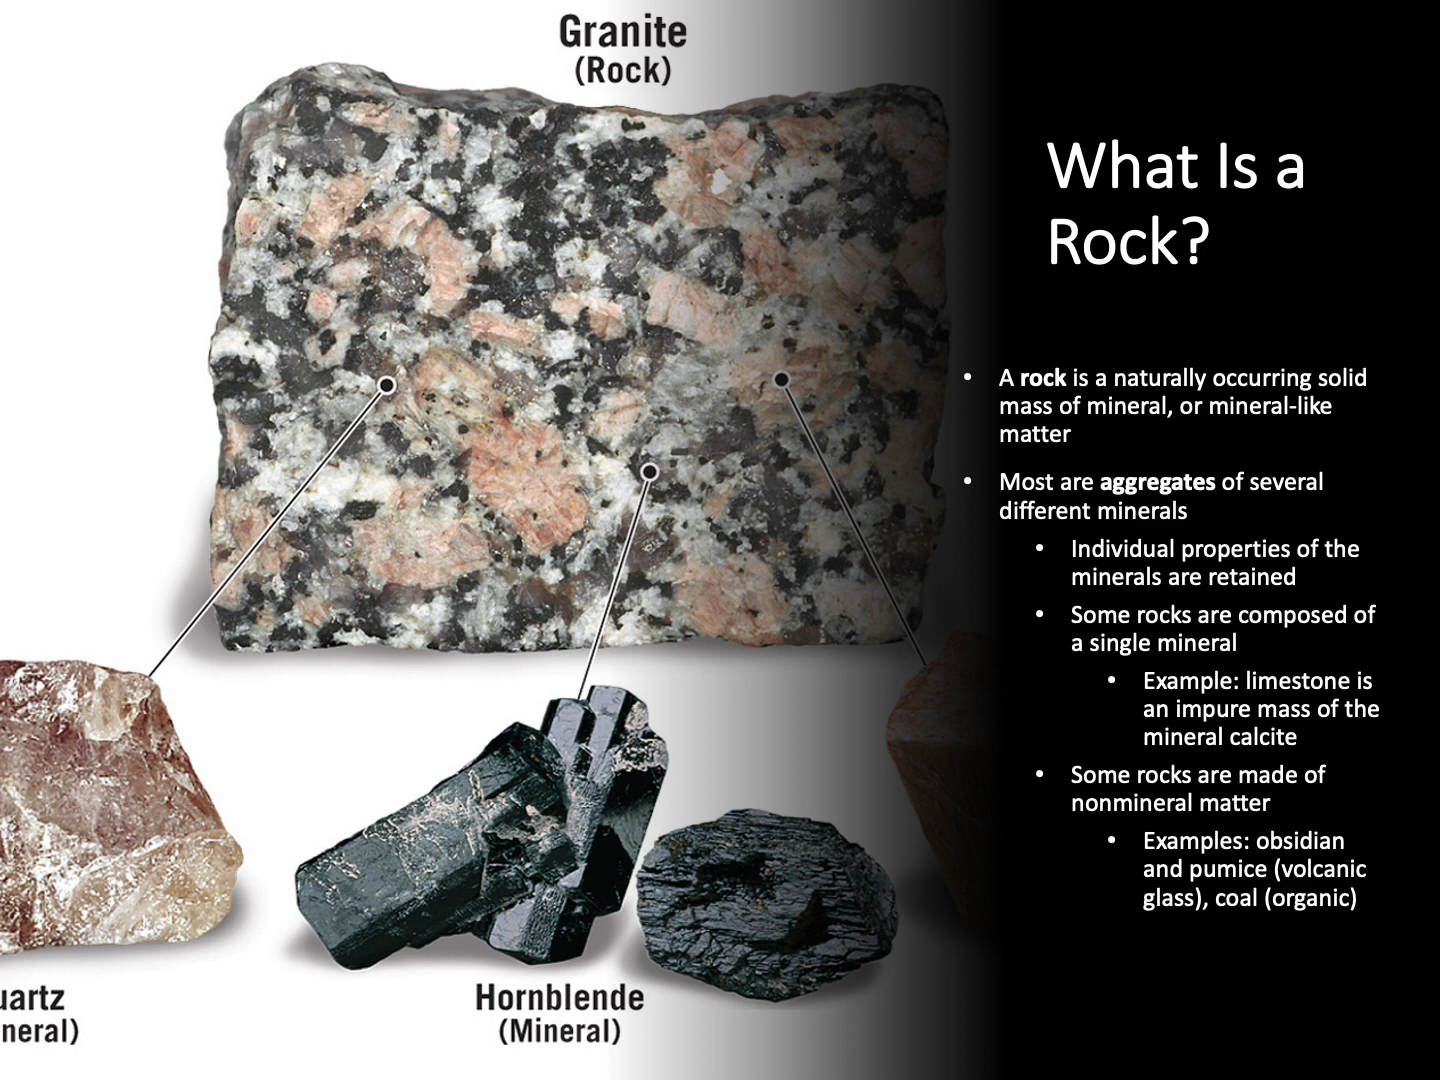 Granite
(Rock)
What Is a
Rock?
• A rock is a naturally occurring solid
mass of mineral, or mineral-like
matter
• Most are aggregates of several
different minerals
• Individual properties of the
minerals are retained
• Some rocks are composed of
a single mineral
• Example: limestone is
an impure mass of the
mineral calcite
• Some rocks are made of
nonmineral matter
• Examples: obsidian
and pumice (volcanic
glass), coal (organic)
uartz
neral)
Hornblende
(Mineral)